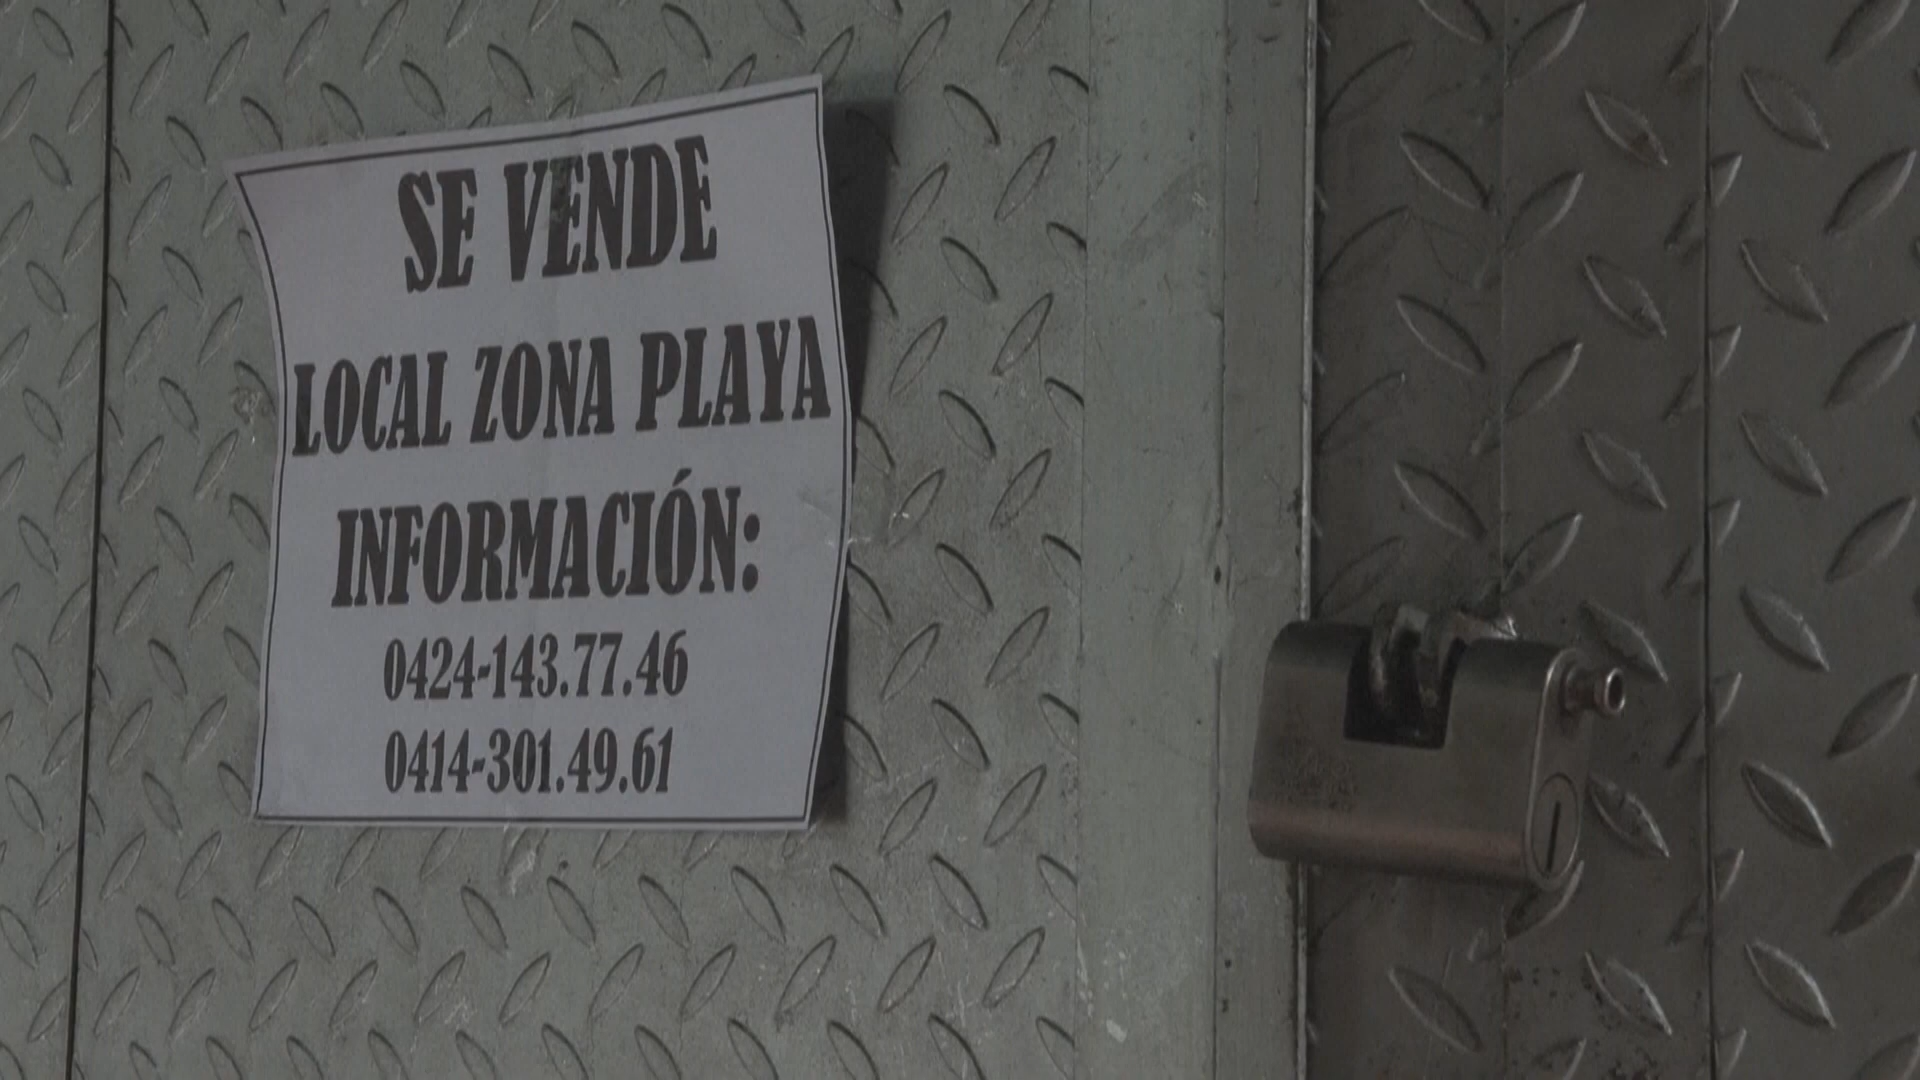 SE VENDE
LOCAL ZONA PLAYA
INFORMACIÓN:
0424-143.77.46
0414-301.49.61